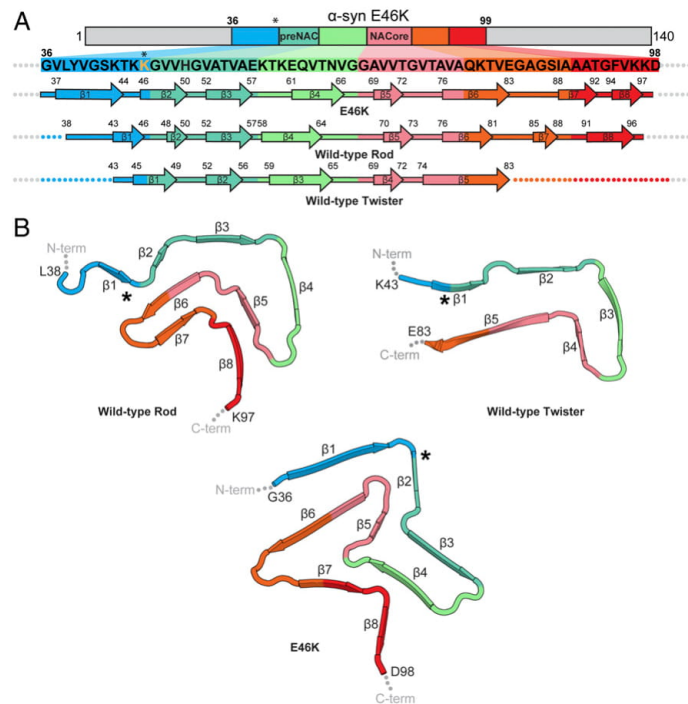 A
α-syn E46K
36 * 99
1 preNAC NACore 140
36 * 98
GVLYVGSKTKKGVVHGVATVAEKTKEQVTNVGGAVVTGVTAVAQKTVEGAGSIAAATGFVKKD
37 44 46 50 52 57 61 66 69 72 76 83 89 92 94 97
β1 β2 β3 β4 β5 β6 β7 β8
E46K
38 43 46 48 50 52 57 58 64 70 73 76 81 85 88 91 96
β1 β2 β3 β4 β5 β6 β7 β8
Wild-type Rod
43 45 49 52 56 59 65 69 72 74 83
β1 β2 β3 β4 β5
Wild-type Twister
B
N-term
L38
β1
*
β2
β3
β4
β5
β6
β7
β8
K97
C-term
Wild-type Rod
N-term
K43
*
β1
β2
β3
β4
β5
E83
C-term
Wild-type Twister
β1
*
N-term
G36
β2
β6
β5
β3
β4
β7
β8
E46K
D98
C-term